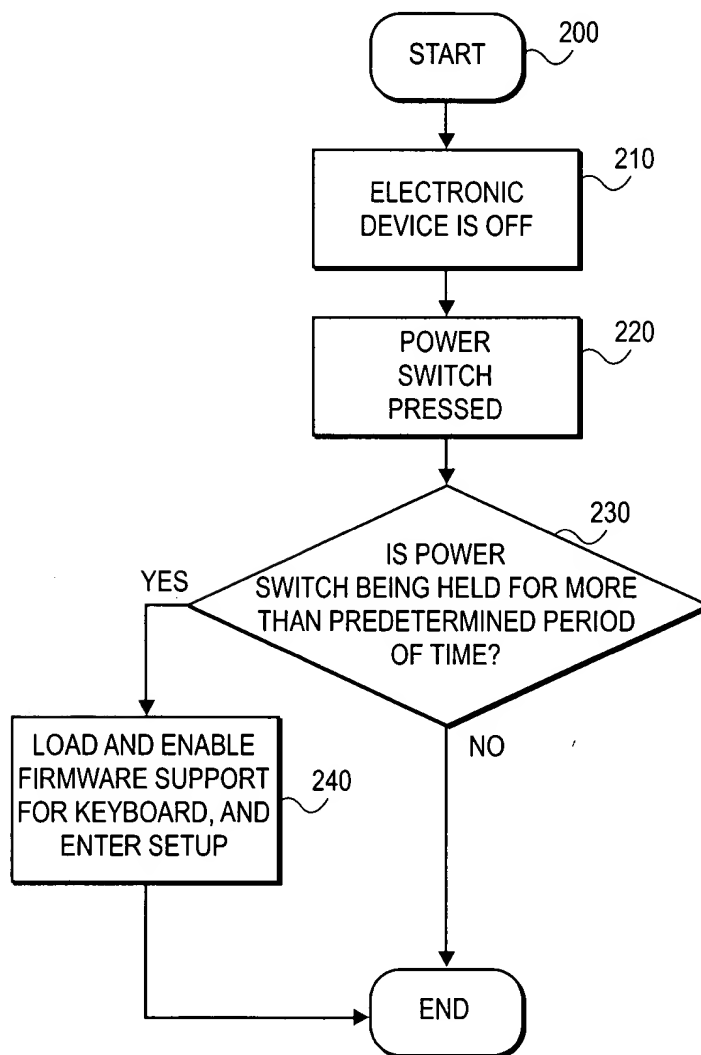 START
200
210
ELECTRONIC
DEVICE IS OFF
220
POWER
SWITCH
PRESSED
230
IS POWER
SWITCH BEING HELD FOR MORE
THAN PREDETERMINED PERIOD
OF TIME?
YES
NO
LOAD AND ENABLE
FIRMWARE SUPPORT
FOR KEYBOARD, AND
ENTER SETUP
240
END